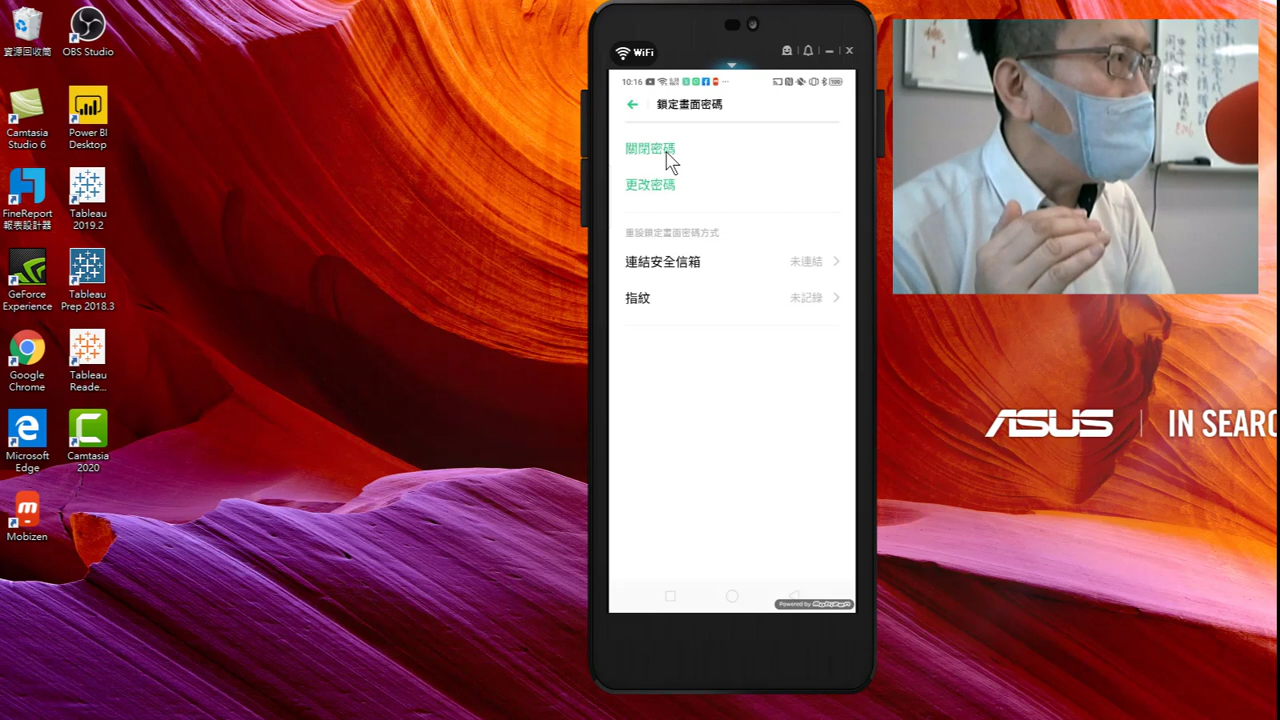 資源回收筒
OBS Studio
Camtasia
Studio 6
Power BI
Desktop
FineReport
報表設計器
Tableau
2019.2
GeForce
Experience
Tableau
Prep 2018.3
Google
Chrome
Tableau
Reade...
Microsoft
Edge
Camtasia
2020
Mobizen
WiFi
10:16
100
鎖定畫面密碼
關閉密碼
更改密碼
重設鎖定畫面密碼方式
連結安全信箱
未連結
指紋
未記錄
Powered by Mobizen
ASUS
IN SEARC